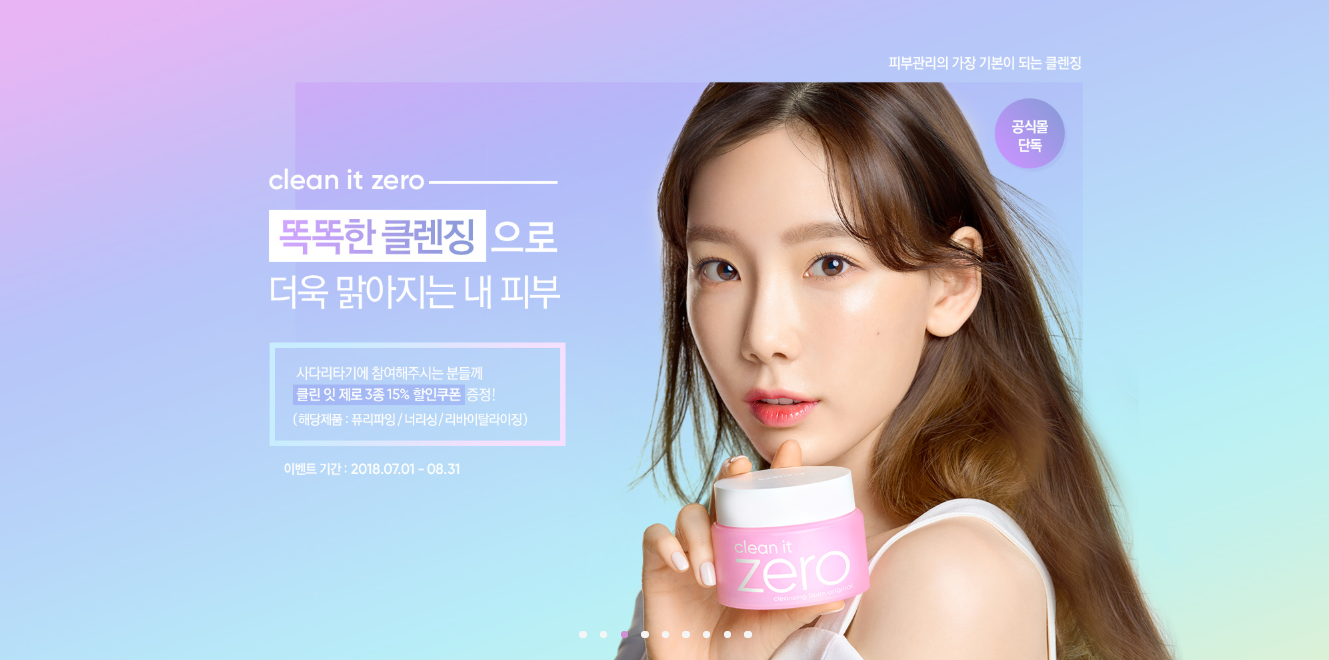 피부관리의 가장 기본이 되는 클렌징
공식몰
단독
clean it zero
똑똑한 클렌징으로
더욱 맑아지는 내 피부
사다리타기에 참여해주시는 분들께
클린 잇 제로 3종 15% 할인쿠폰 증정!
(해당제품 : 퓨리파잉 / 너리싱 / 리바이탈라이징)
이벤트 기간 : 2018.07.01 - 08.31
clean it
zero